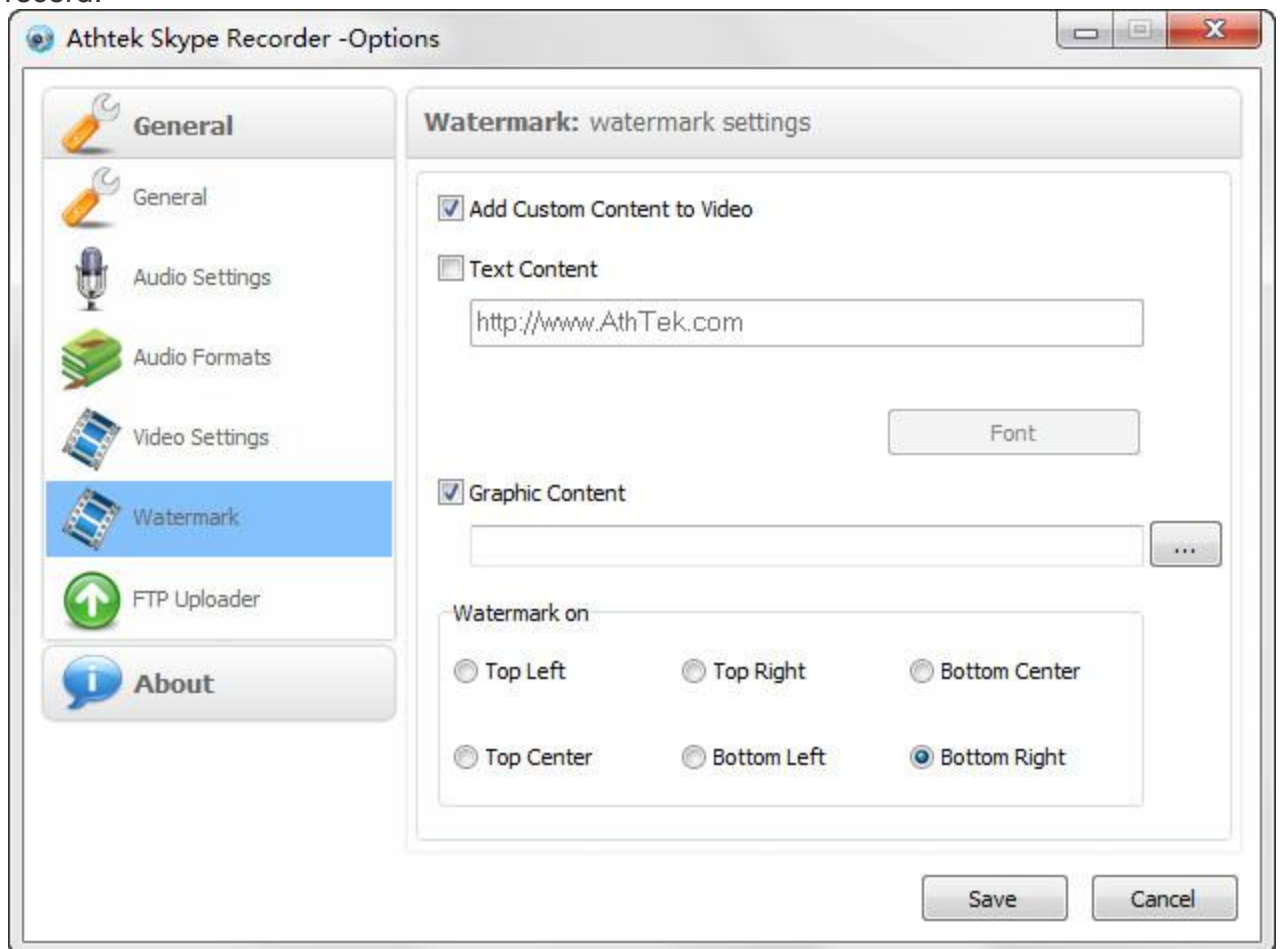 record.
Athtek Skype Recorder -Options
General
General
Audio Settings
Audio Formats
Video Settings
Watermark
FTP Uploader
About
Watermark: watermark settings
Add Custom Content to Video
Text Content
http://www.AthTek.com
Font
Graphic Content
...
Watermark on
Top Left Top Right Bottom Center
Top Center Bottom Left Bottom Right
Save Cancel